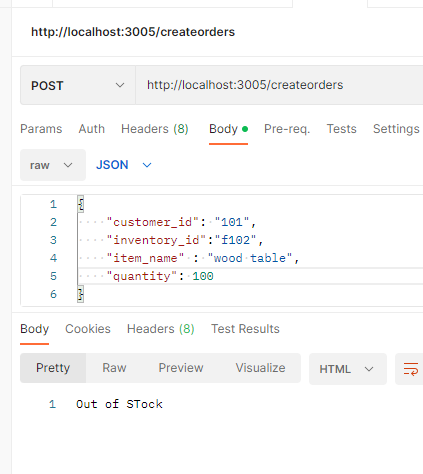 http://localhost:3005/createorders
POST http://localhost:3005/createorders
Params Auth Headers (8) Body Pre-req. Tests Settings
raw JSON
1 {
2 "customer_id": "101",
3 "inventory_id":"f102",
4 "item_name" : "wood table",
5 "quantity": 100
6 }
Body Cookies Headers (8) Test Results
Pretty Raw Preview Visualize HTML
1 Out of STock